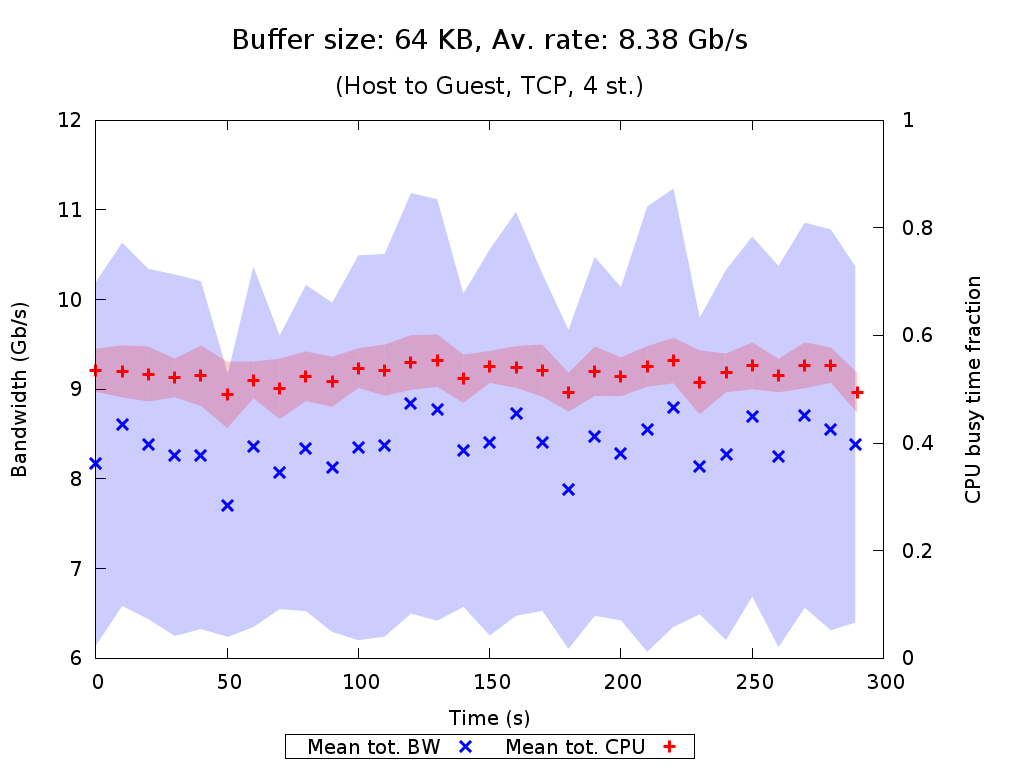 Buffer size: 64 KB, Av. rate: 8.38 Gb/s
(Host to Guest, TCP, 4 st.)
12
11
10
9
8
7
6
Bandwidth (Gb/s)
1
0.8
0.6
0.4
0.2
0
CPU busy time fraction
0 50 100 150 200 250 300
Time (s)
Mean tot. BW Mean tot. CPU